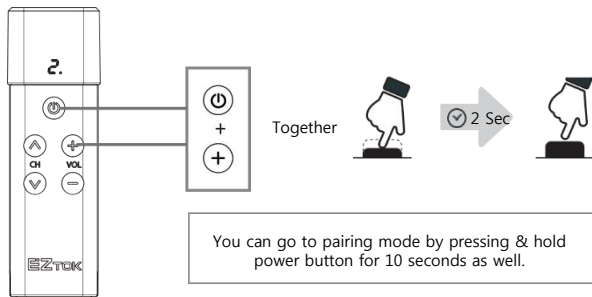 2.
+
Together
2 Sec
CH VOL
EZTOK
You can go to pairing mode by pressing & hold
power button for 10 seconds as well.